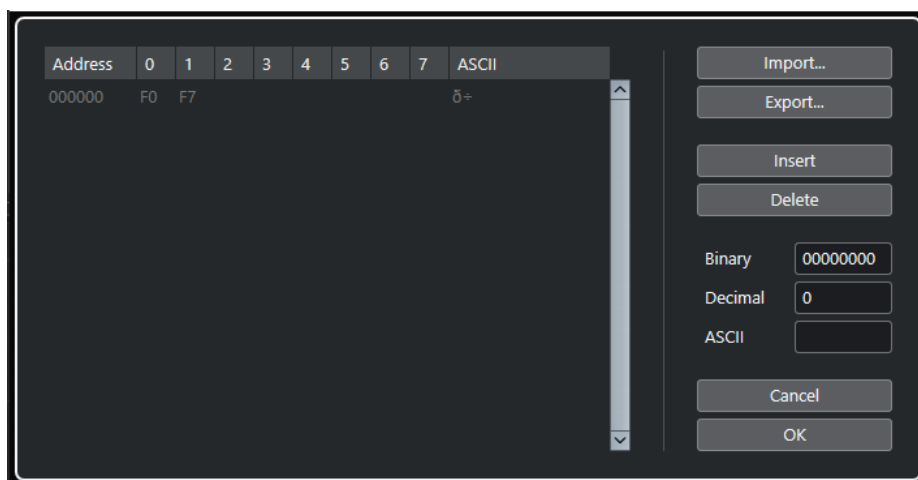 Address 0 1 2 3 4 5 6 7 ASCII
000000 F0 F7 ð÷
Import...
Export...
Insert
Delete
Binary 00000000
Decimal 0
ASCII
Cancel
OK